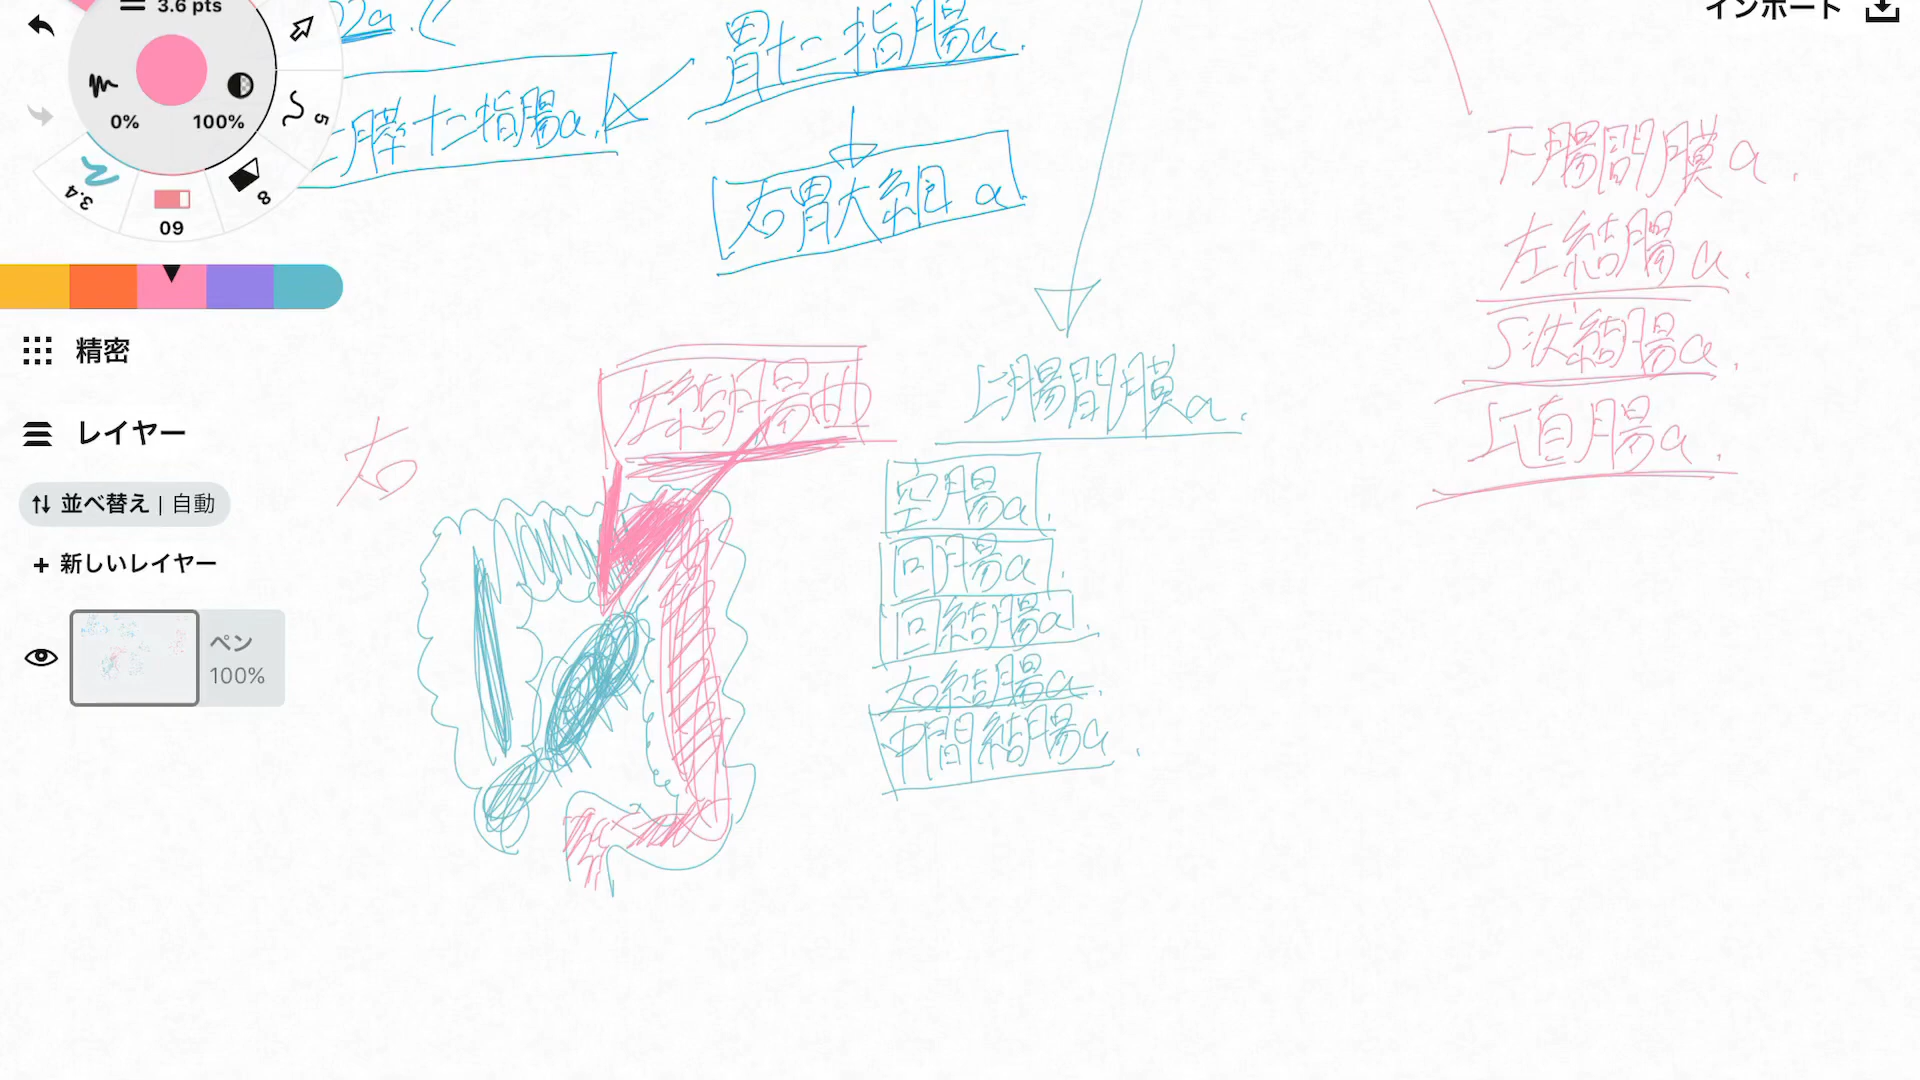 3.6 pts
インポート
0%
100%
5
8
3.4
09
精密
レイヤー
並べ替え | 自動
+ 新しいレイヤー
ペン
100%
胃十二指腸a.
膵十二指腸a.
右胃大網a
右
左結腸曲
上腸間膜a.
空腸a.
回腸a.
回結腸a.
右結腸a.
中間結腸a.
下腸間膜a.
左結腸a.
S状結腸a.
上直腸a.